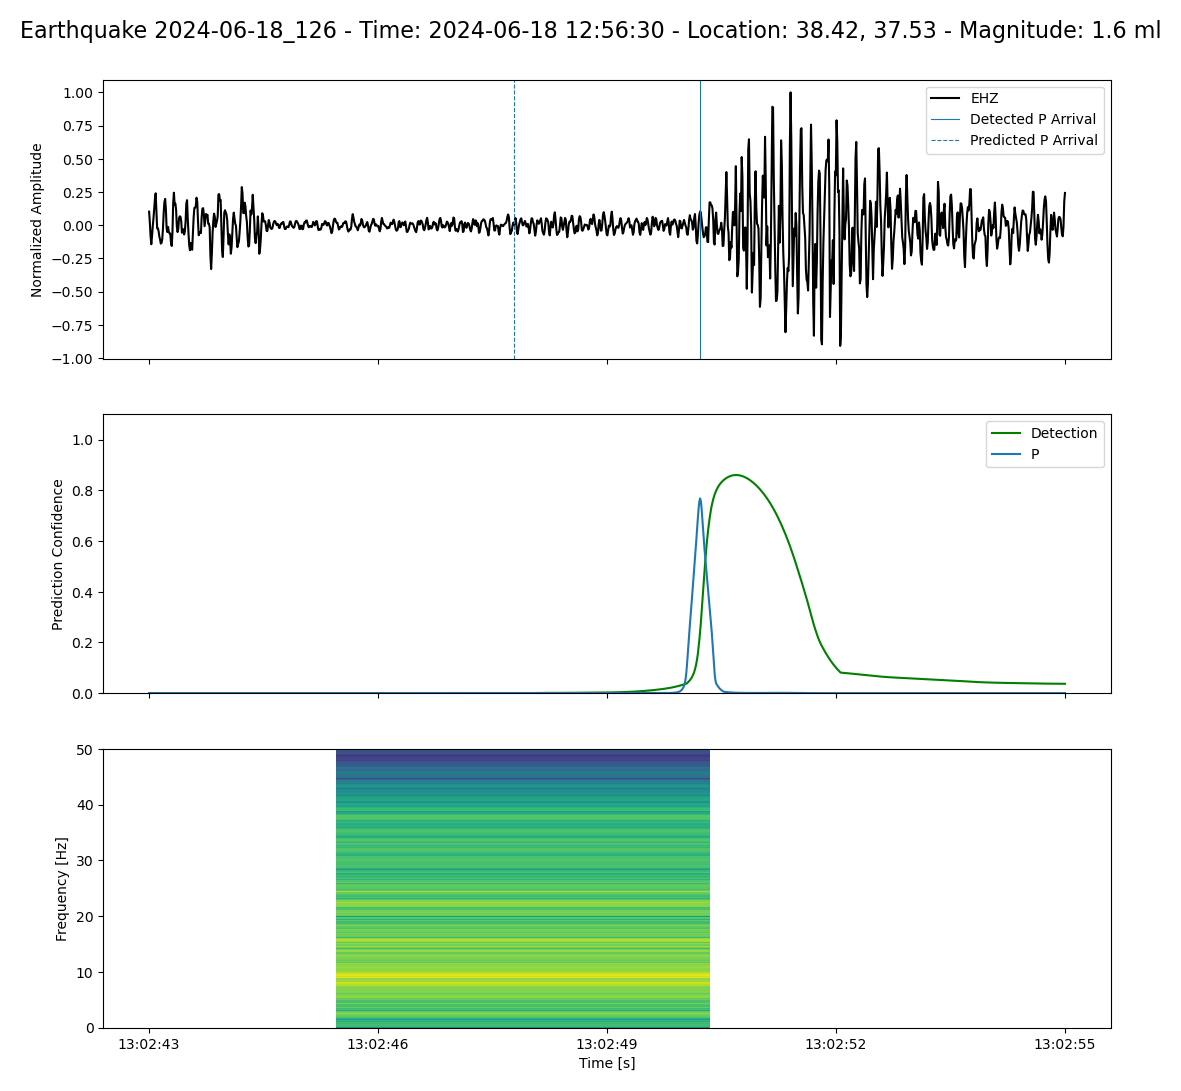 Earthquake 2024-06-18_126 - Time: 2024-06-18 12:56:30 - Location: 38.42, 37.53 - Magnitude: 1.6 ml
1.00
0.75
0.50
0.25
0.00
−0.25
−0.50
−0.75
−1.00
Normalized Amplitude
EHZ
Detected P Arrival
Predicted P Arrival
1.0
0.8
0.6
0.4
0.2
0.0
Prediction Confidence
Detection
P
50
40
30
20
10
0
Frequency [Hz]
13:02:43 13:02:46 13:02:49 13:02:52 13:02:55
Time [s]